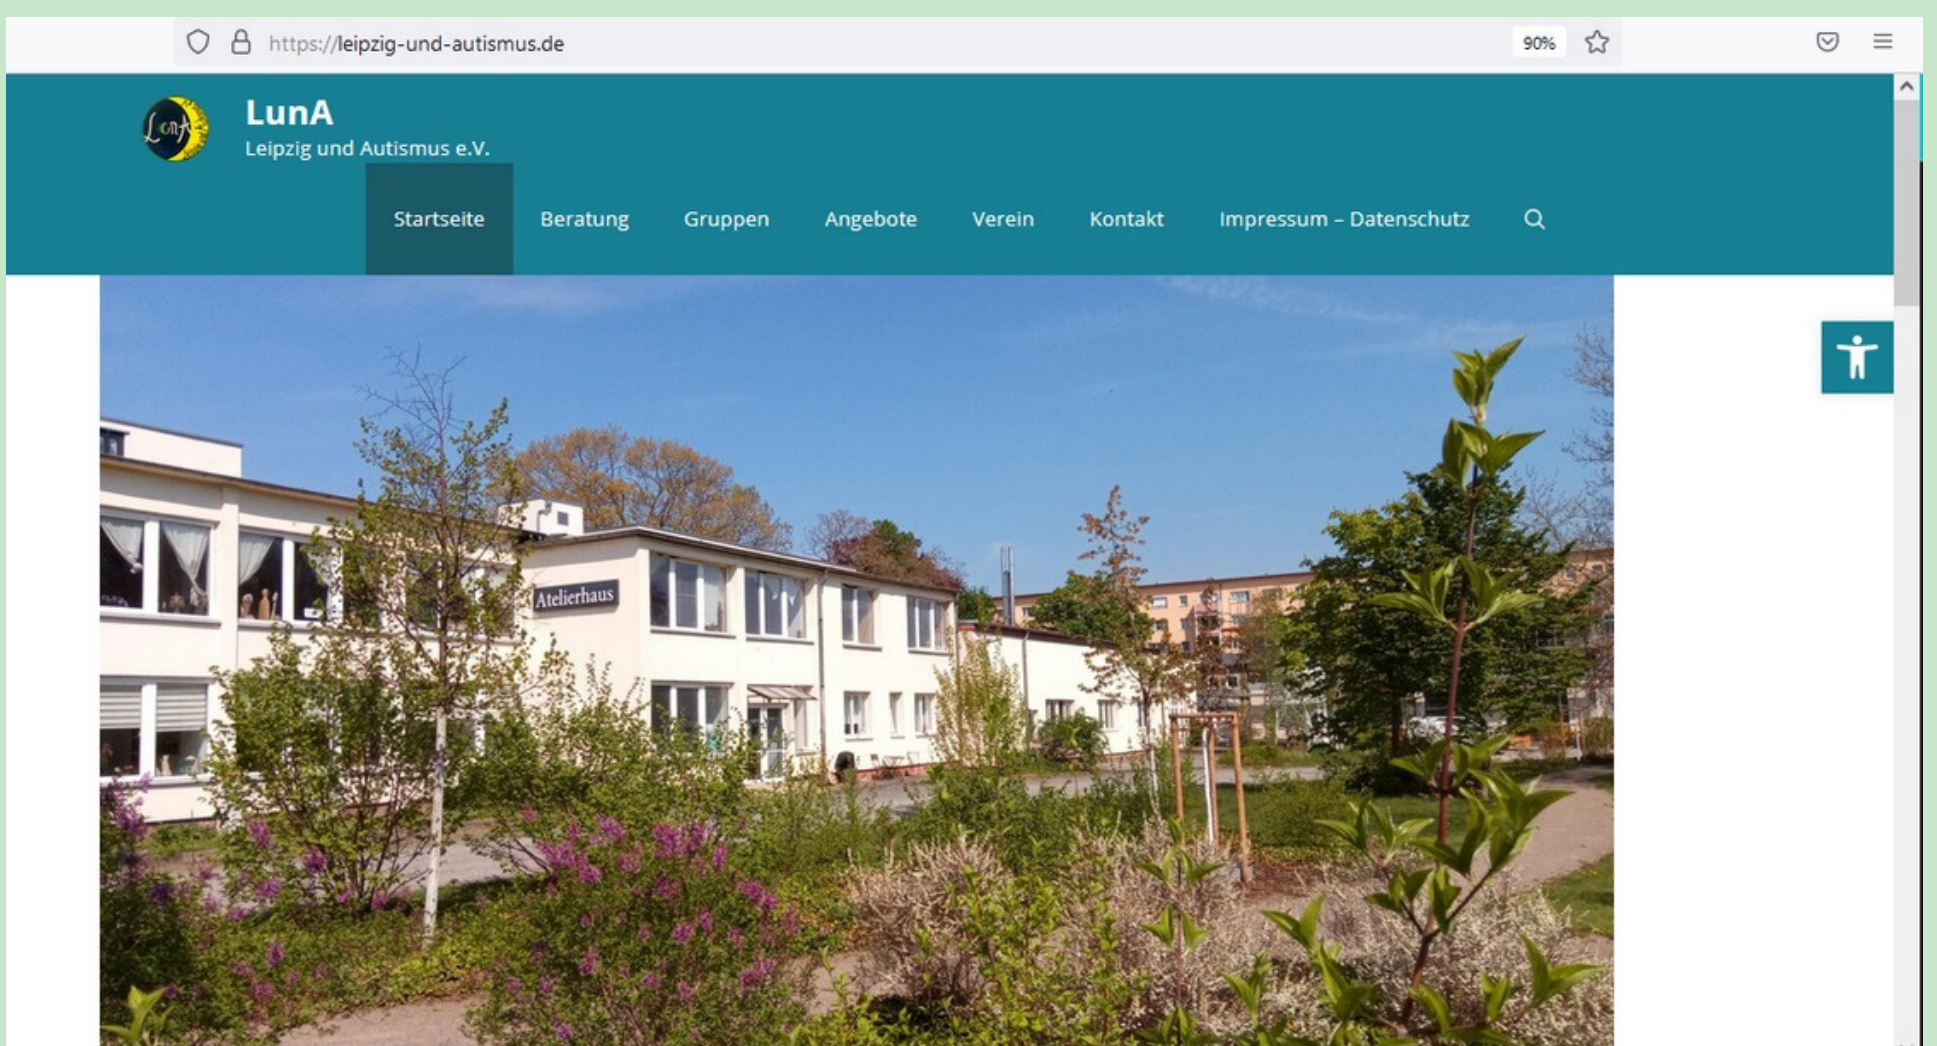 https://leipzig-und-autismus.de
90%
LunA
LunA
Leipzig und Autismus e.V.
Startseite
Beratung
Gruppen
Angebote
Verein
Kontakt
Impressum – Datenschutz
Atelierhaus